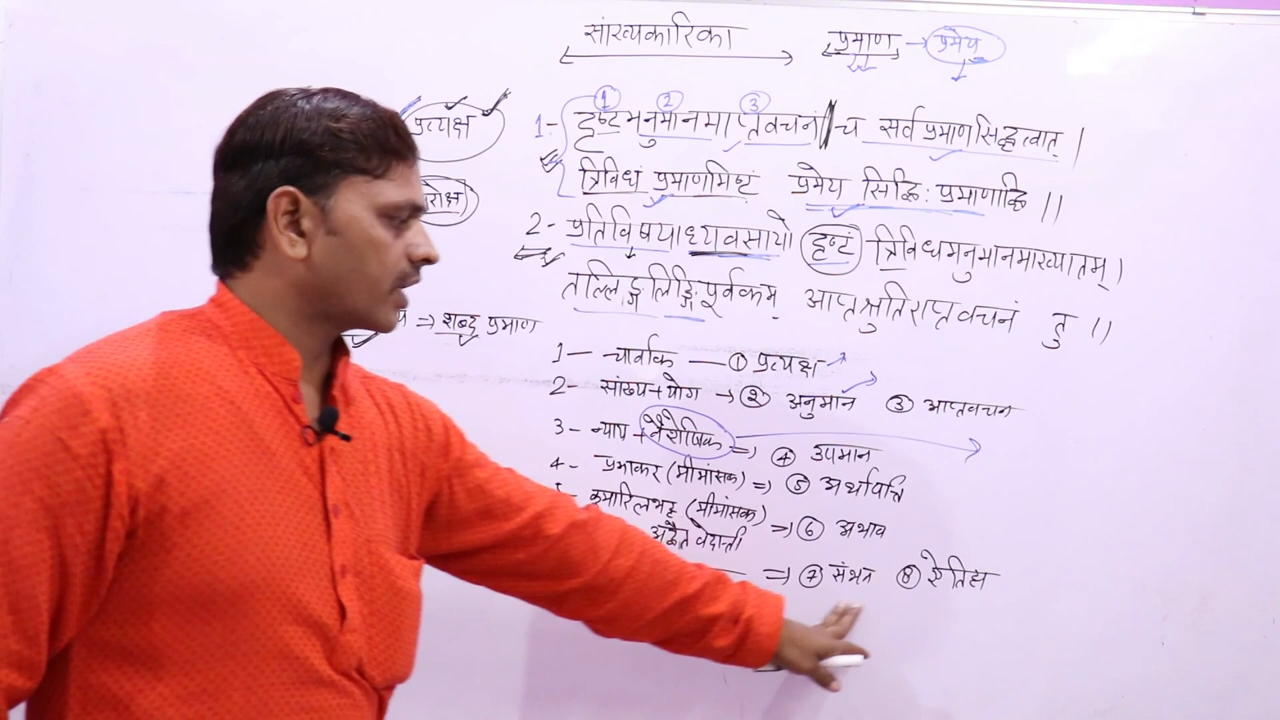 सांख्यकारिका प्रमाण → प्रमेय
प्रत्यक्ष
1- दृष्टमनुमानमाप्तवचनं च सर्वप्रमाणसिद्धत्वात् ।
① ② ③
त्रिविधं प्रमाणमिष्टं प्रमेय सिद्धि: प्रमाणाद्धि ।।
2- प्रतिविषयाध्यवसायो दृष्टं त्रिविधमनुमानमाख्यातम् ।
तल्लिङ्गलिङ्गिपूर्वकम् आप्तश्रुतिराप्तवचनं तु ।।
⇒ शब्द प्रमाण
1- चार्वाक — ① प्रत्यक्ष
2- सांख्य+योग → ② अनुमान ③ आप्तवचन
3- न्याय + वैशेषिक ⇒ ④ उपमान
4- प्रभाकर (मीमांसक) ⇒ ⑤ अर्थापत्ति
कुमारिलभट्ट (मीमांसक)
अद्वैत वेदान्ती ⇒ ⑥ अभाव
⇒ ⑦ संभव ⑧ ऐतिह्य